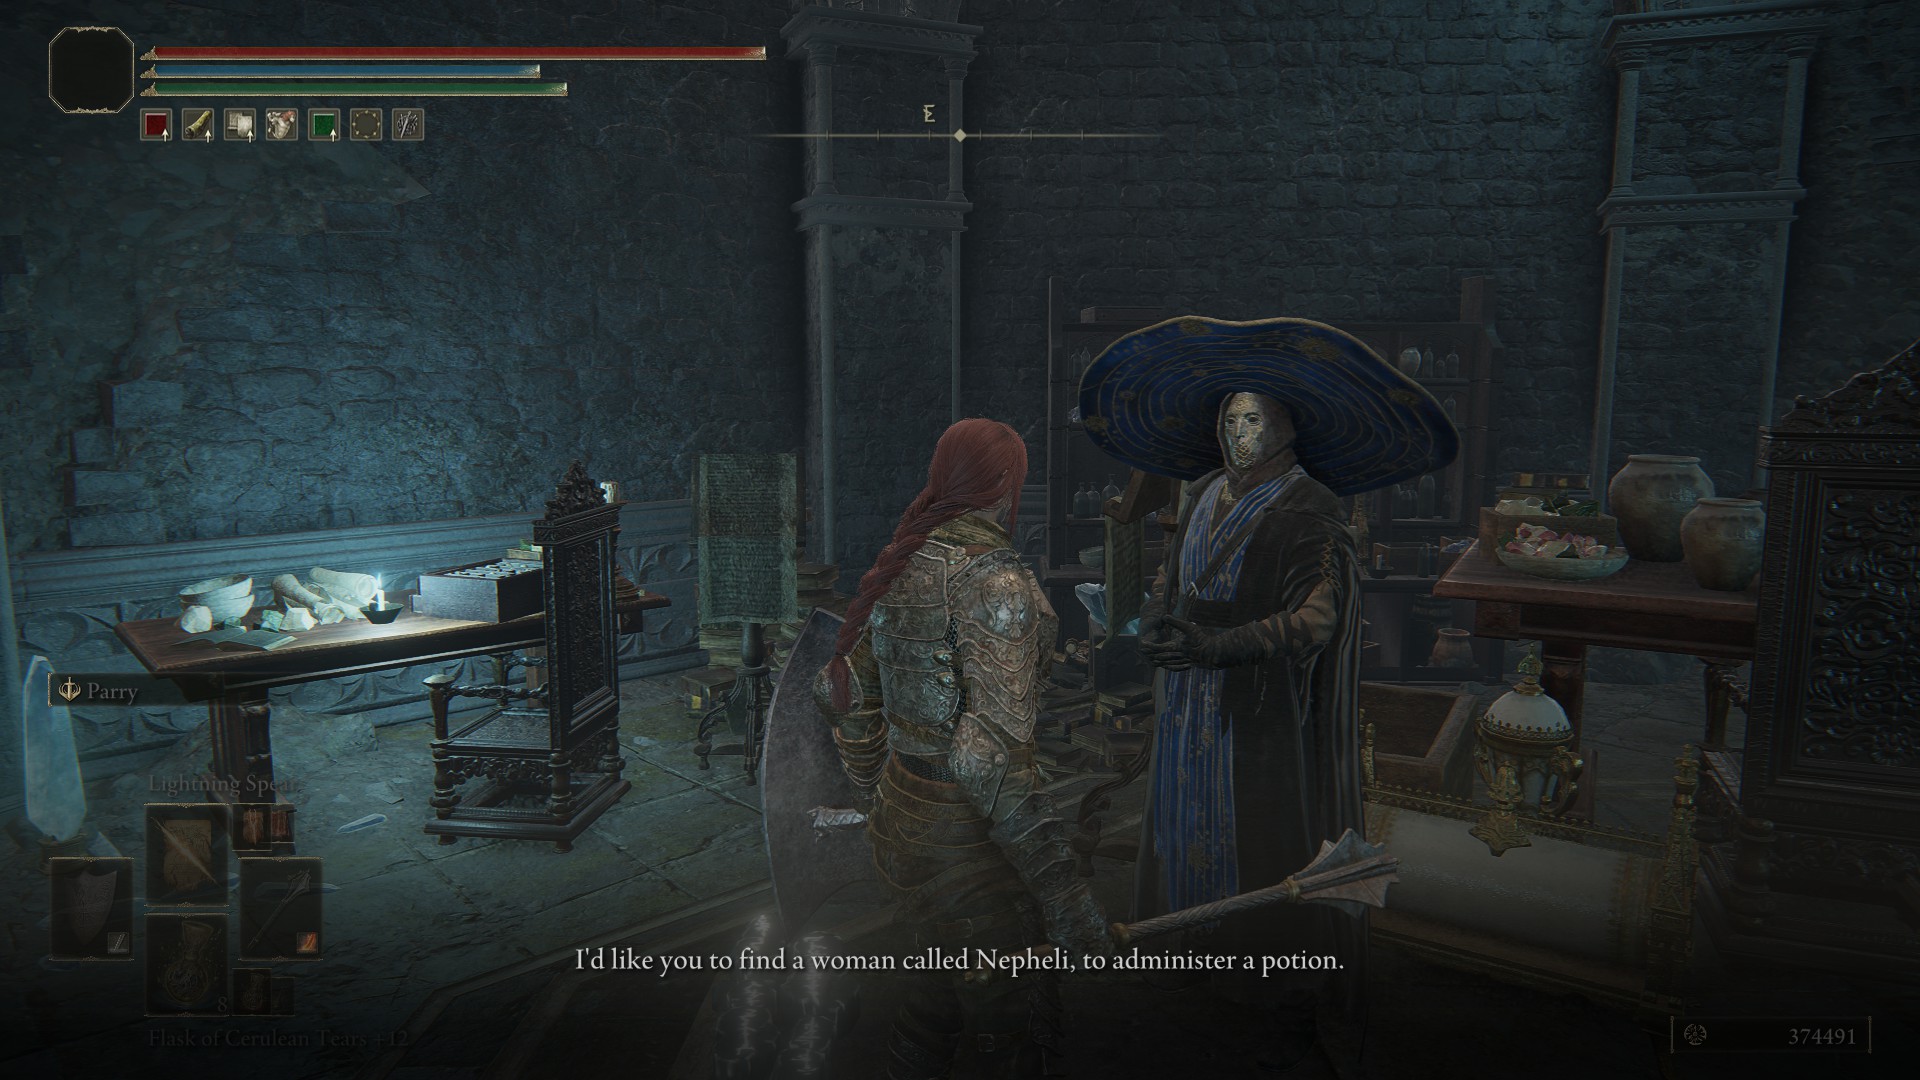 E
Parry
Lightning Spear
8
Flask of Cerulean Tears +12
I'd like you to find a woman called Nepheli, to administer a potion.
374491